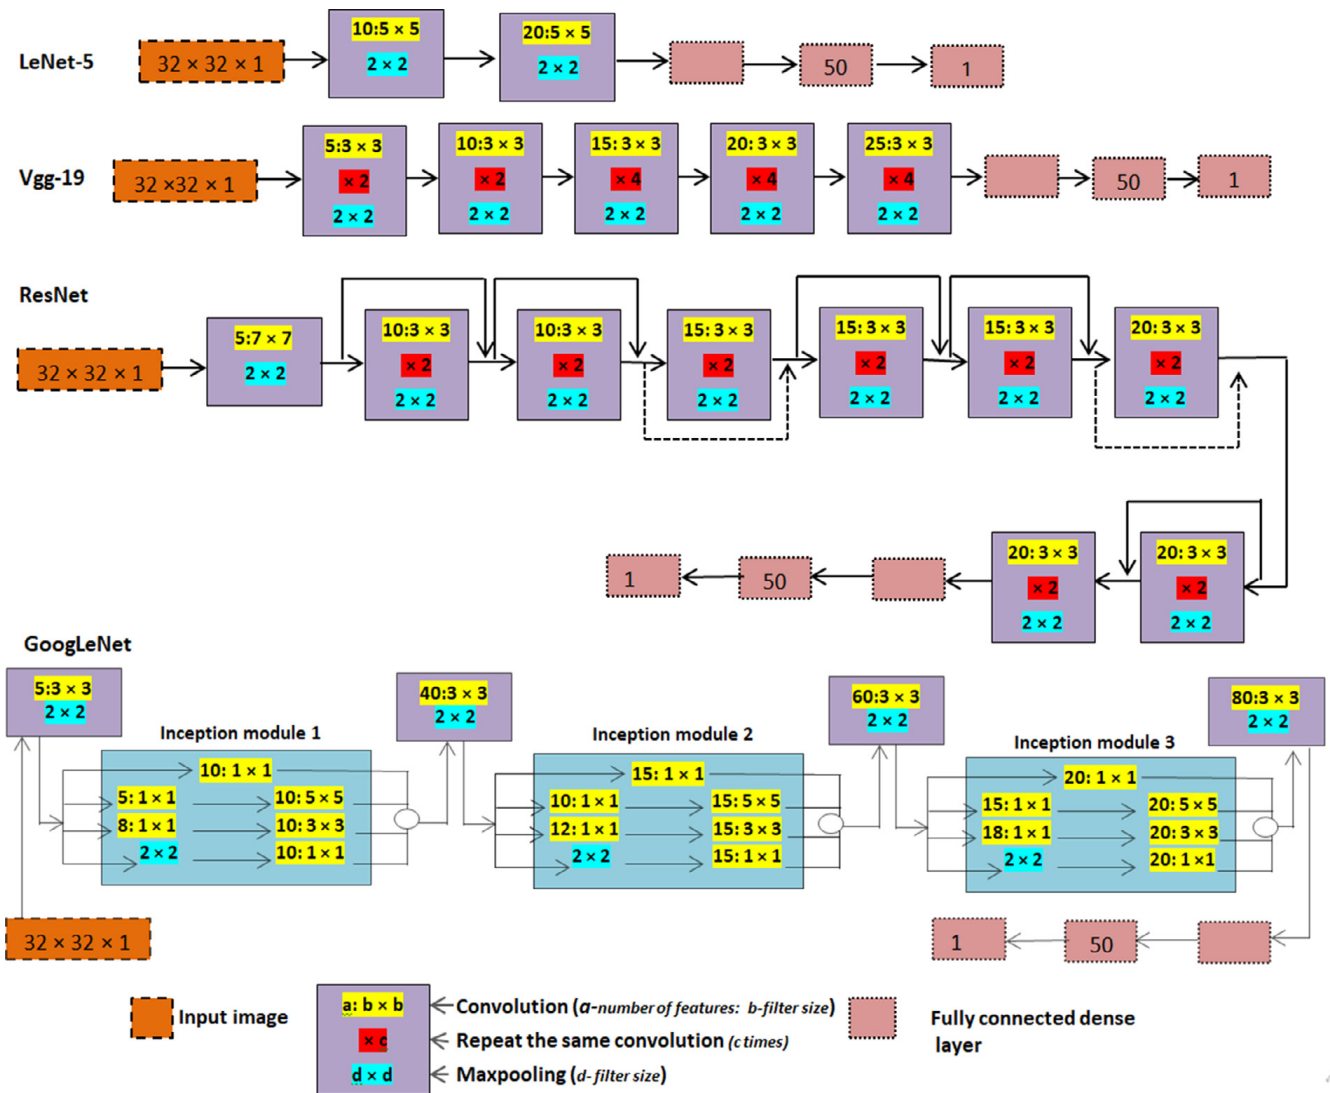 LeNet-5
32 × 32 × 1
10:5 × 5
2 × 2
20:5 × 5
2 × 2
50
1
Vgg-19
32 ×32 × 1
5:3 × 3
× 2
2 × 2
10:3 × 3
× 2
2 × 2
15: 3 × 3
× 4
2 × 2
20: 3 × 3
× 4
2 × 2
25:3 × 3
× 4
2 × 2
50
1
ResNet
32 × 32 × 1
5:7 × 7
2 × 2
10:3 × 3
× 2
2 × 2
10:3 × 3
× 2
2 × 2
15: 3 × 3
× 2
2 × 2
15: 3 × 3
× 2
2 × 2
15: 3 × 3
× 2
2 × 2
20: 3 × 3
× 2
2 × 2
20: 3 × 3
× 2
2 × 2
20: 3 × 3
× 2
2 × 2
50
1
GoogLeNet
32 × 32 × 1
5:3 × 3
2 × 2
Inception module 1
10: 1 × 1
5: 1 × 1
10: 5 × 5
8: 1 × 1
10: 3 × 3
2 × 2
10: 1 × 1
40:3 × 3
2 × 2
Inception module 2
15: 1 × 1
10: 1 × 1
15: 5 × 5
12: 1 × 1
15: 3 × 3
2 × 2
15: 1 × 1
60:3 × 3
2 × 2
Inception module 3
20: 1 × 1
15: 1 × 1
20: 5 × 5
18: 1 × 1
20: 3 × 3
2 × 2
20: 1 ×1
80:3 × 3
2 × 2
50
1
Input image
a: b × b
× c
d × d
Convolution (a-number of features: b-filter size)
Repeat the same convolution (c times)
Maxpooling (d- filter size)
Fully connected dense
layer